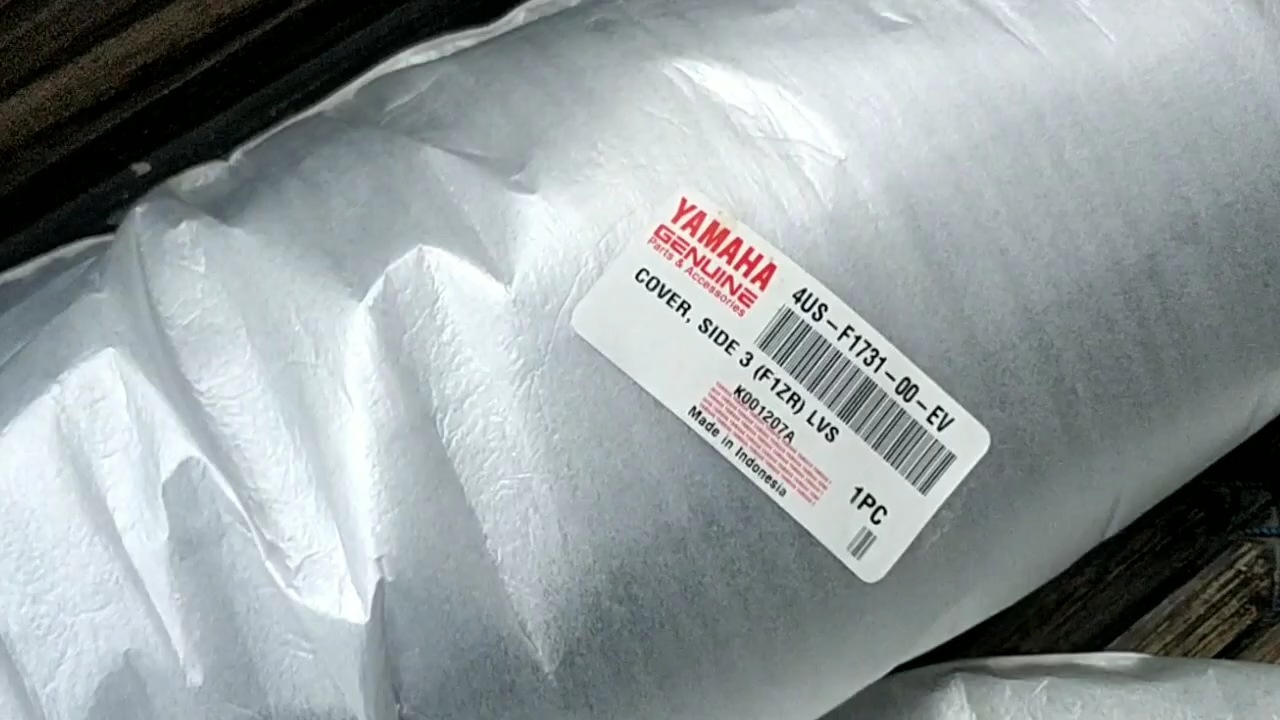 YAMAHA
GENUINE
Parts & Accessories
4US-F1731-00-EV
COVER, SIDE 3 (F1ZR) LVS
K001207A
Made in Indonesia
1PC